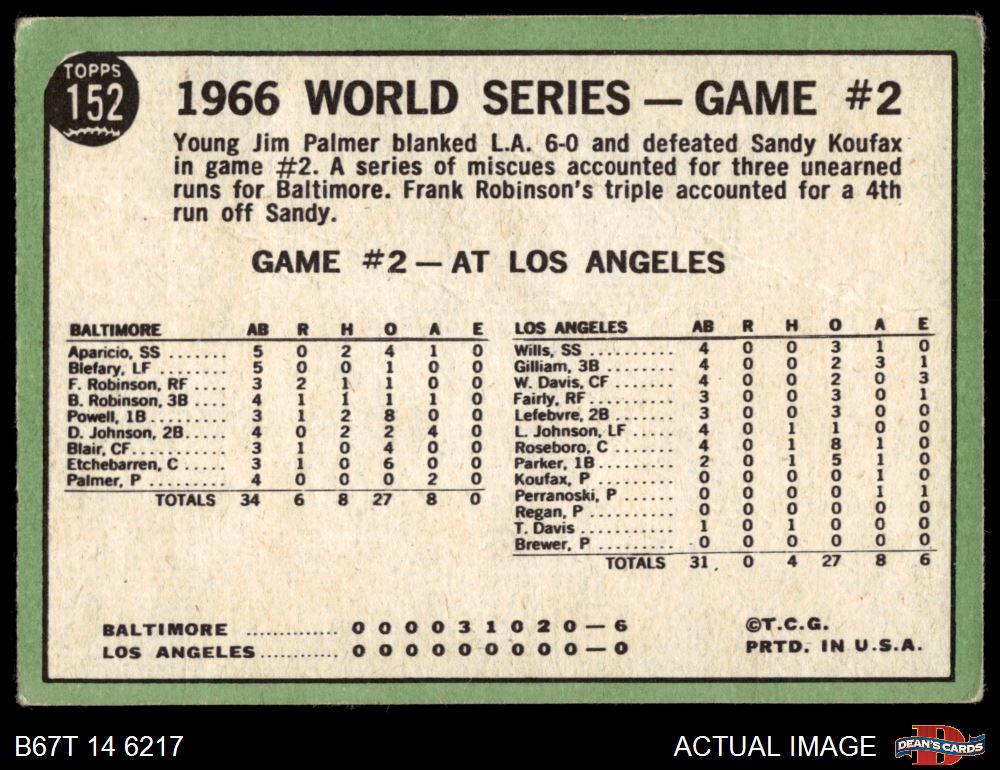 TOPPS
152
1966 WORLD SERIES — GAME #2
Young Jim Palmer blanked L.A. 6-0 and defeated Sandy Koufax
in game #2. A series of miscues accounted for three unearned
runs for Baltimore. Frank Robinson's triple accounted for a 4th
run off Sandy.
GAME #2 — AT LOS ANGELES
BALTIMORE AB R H O A E
Aparicio, SS ........ 5 0 2 4 1 0
Blefary, LF ......... 5 0 0 1 0 0
F. Robinson, RF .... 3 2 1 1 0 0
B. Robinson, 3B .... 4 1 1 1 1 0
Powell, 1B .......... 3 1 2 8 0 0
D. Johnson, 2B...... 4 0 2 2 4 0
Blair, CF............ 3 1 0 4 0 0
Etchebarren, C ...... 3 1 0 6 0 0
Palmer, P ........... 4 0 0 0 2 0
TOTALS 34 6 8 27 8 0
LOS ANGELES AB R H O A E
Wills, SS ........... 4 0 0 3 1 0
Gilliam, 3B ......... 4 0 0 2 3 1
W. Davis, CF ........ 4 0 0 2 0 3
Fairly, RF .......... 3 0 0 3 0 1
Lefebvre, 2B ........ 3 0 0 3 0 0
L. Johnson, LF ...... 4 0 1 1 0 0
Roseboro, C ......... 4 0 1 8 1 0
Parker, 1B .......... 2 0 1 5 1 0
Koufax, P ........... 0 0 0 0 1 0
Perranoski, P ....... 0 0 0 0 1 1
Regan, P ............ 0 0 0 0 0 0
T. Davis ............ 1 0 1 0 0 0
Brewer, P ........... 0 0 0 0 0 0
TOTALS 31 0 4 27 8 6
BALTIMORE ............. 0 0 0 0 3 1 0 2 0 — 6
LOS ANGELES ........... 0 0 0 0 0 0 0 0 0 — 0
©T.C.G.
PRTD. IN U.S.A.
B67T 14 6217
ACTUAL IMAGE
D
DEAN'S CARDS